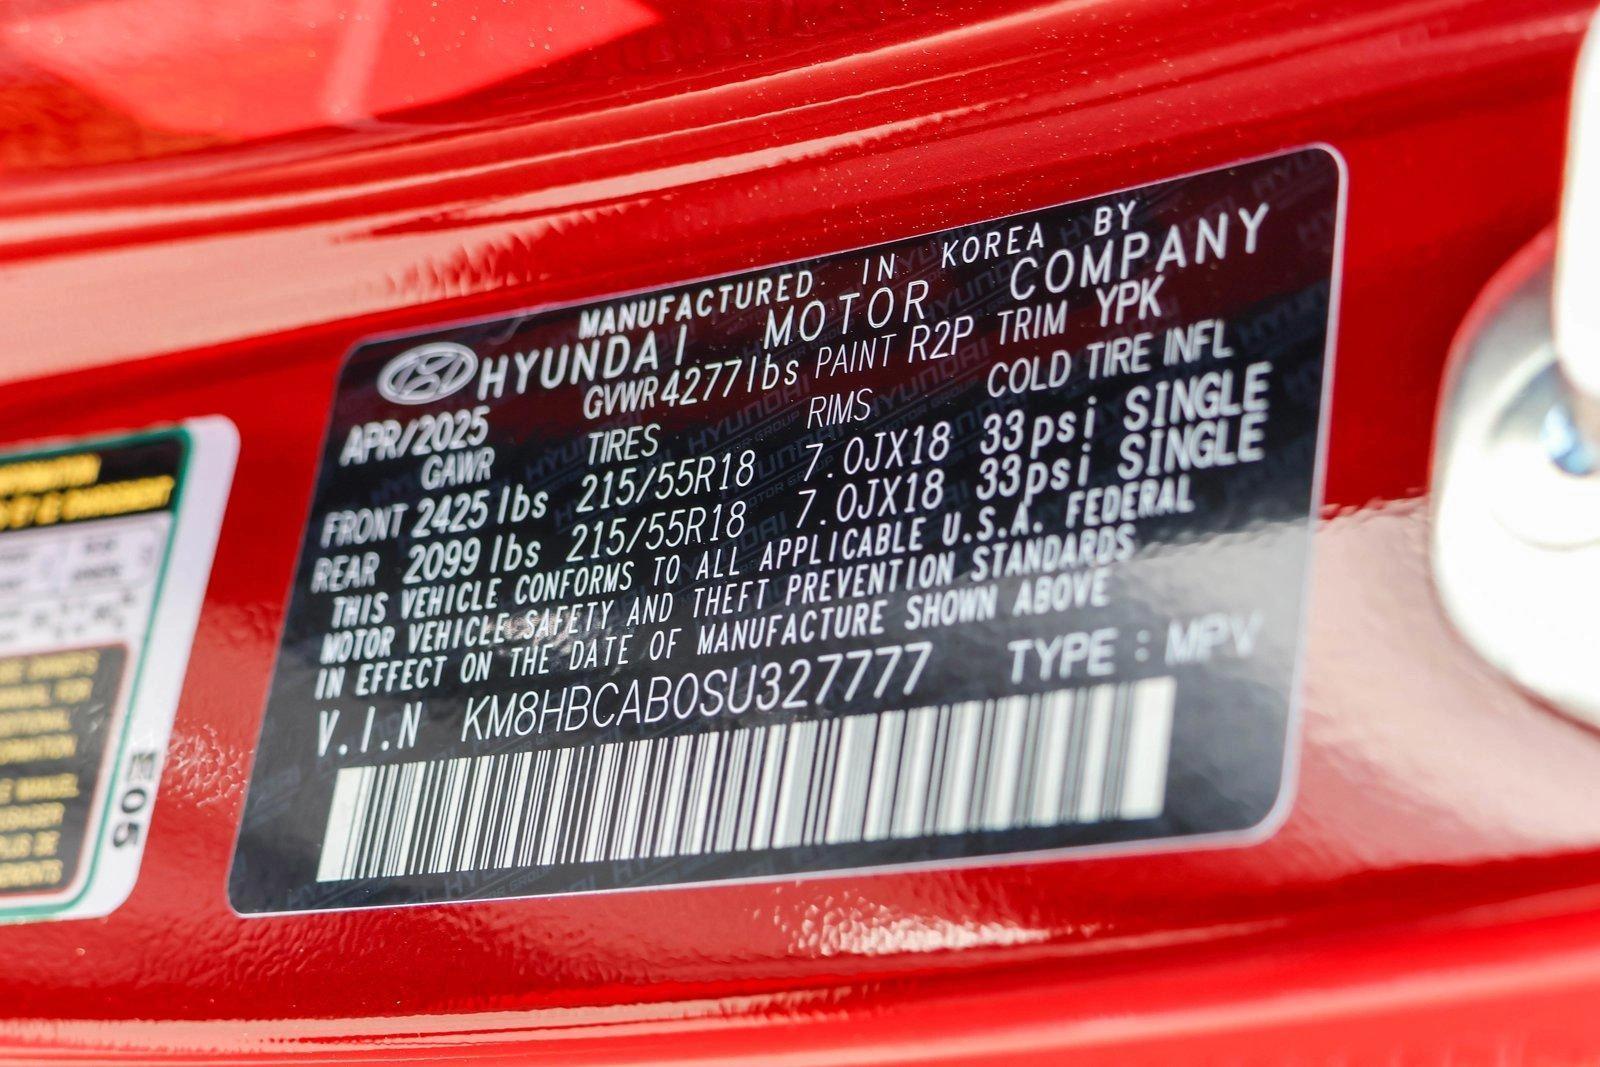 MANUFACTURED IN KOREA BY
HYUNDAI MOTOR COMPANY
APR/2025 GVWR 4277lbs PAINT R2P TRIM YPK
GAWR TIRES RIMS COLD TIRE INFL
FRONT 2425 lbs 215/55R18 7.0JX18 33psi SINGLE
REAR 2099 lbs 215/55R18 7.0JX18 33psi SINGLE
THIS VEHICLE CONFORMS TO ALL APPLICABLE U.S.A. FEDERAL
MOTOR VEHICLE SAFETY AND THEFT PREVENTION STANDARDS
IN EFFECT ON THE DATE OF MANUFACTURE SHOWN ABOVE
V.I.N KM8HBCAB0SU327777 TYPE : MPV
05